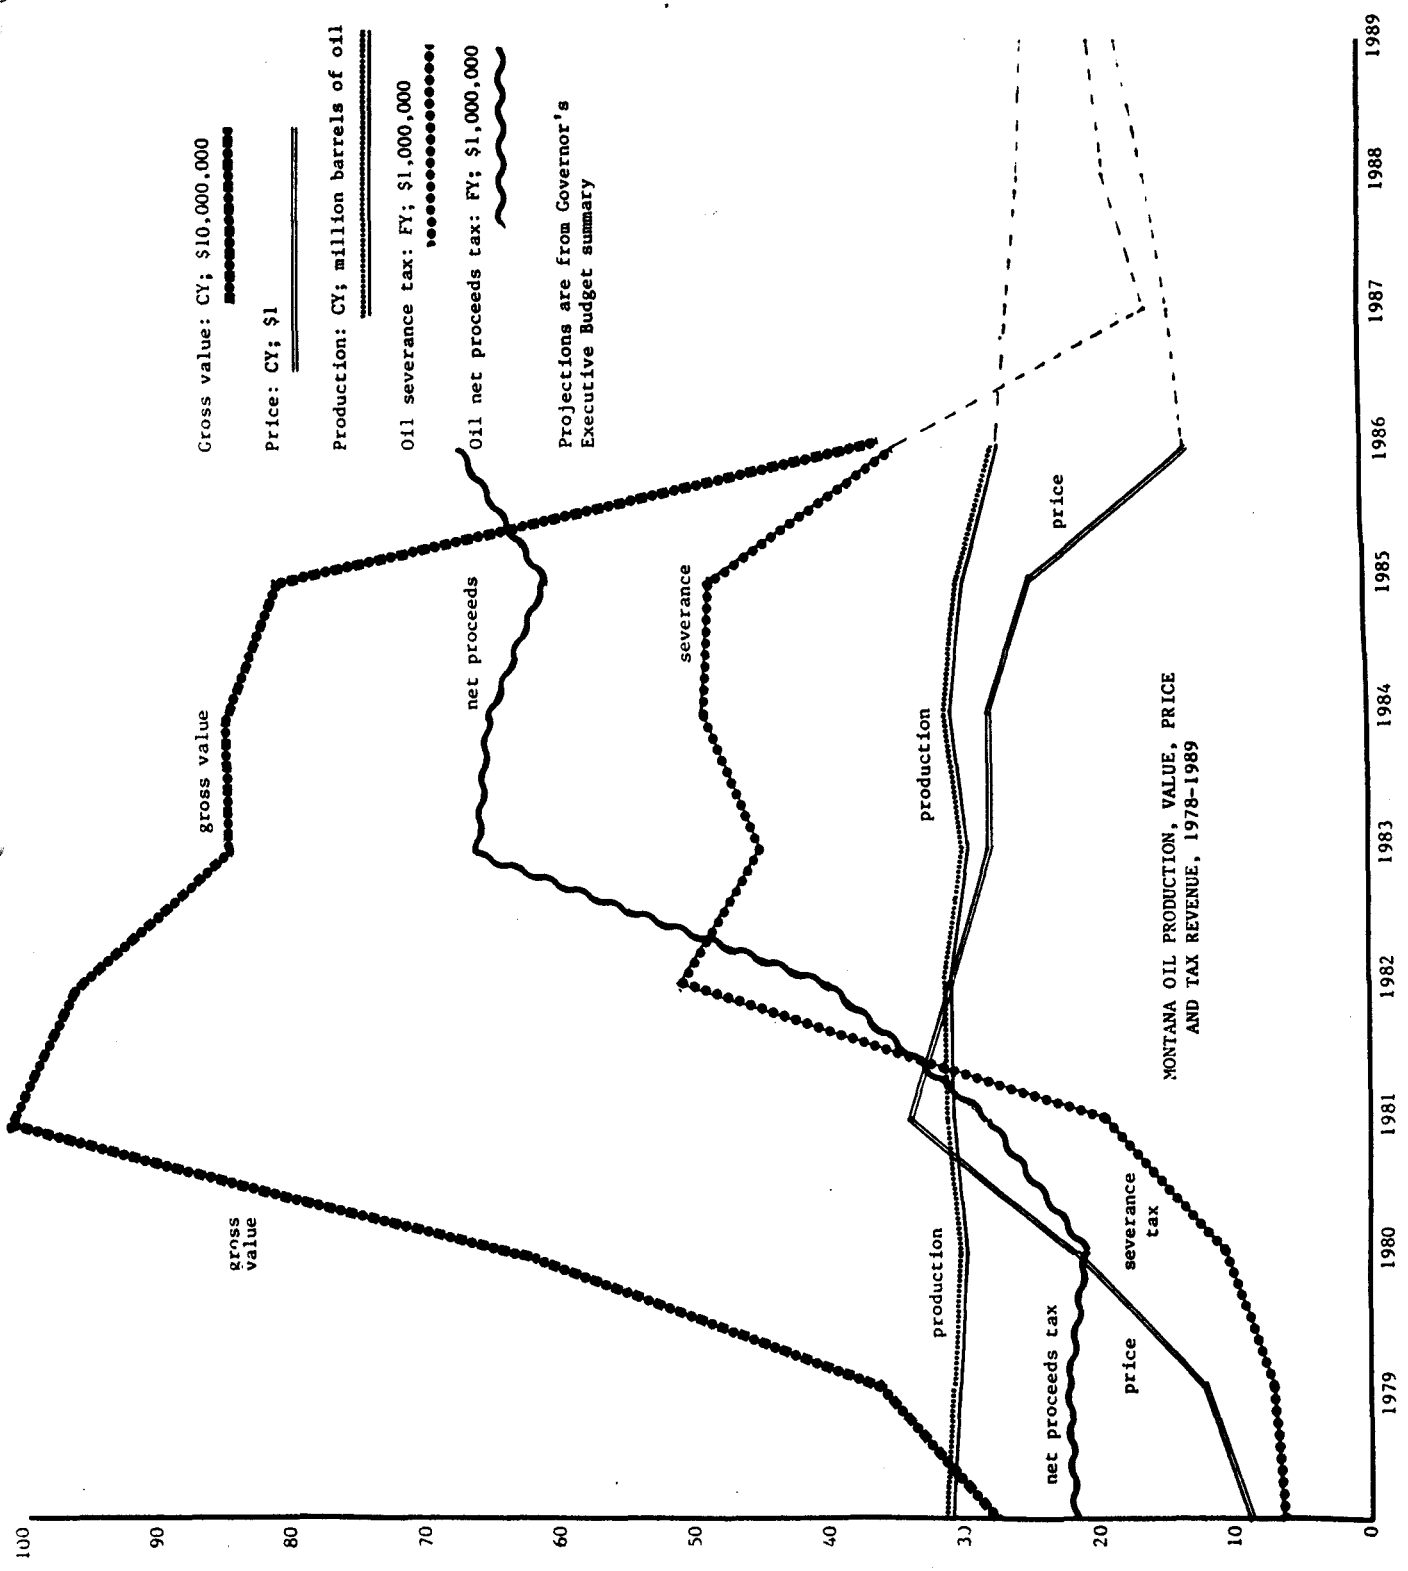 Gross value: CY; $10,000,000
Price: CY; $1
Production: CY; million barrels of oil
Oil severance tax: FY; $1,000,000
Oil net proceeds tax: FY; $1,000,000
Projections are from Governor's
Executive Budget summary
100
90
80
70
60
50
40
30
20
10
0
gross value
net proceeds
severance
production
price
gross
value
production
net proceeds tax
price
severance
tax
MONTANA OIL PRODUCTION, VALUE, PRICE
AND TAX REVENUE, 1978-1989
1979
1980
1981
1982
1983
1984
1985
1986
1987
1988
1989